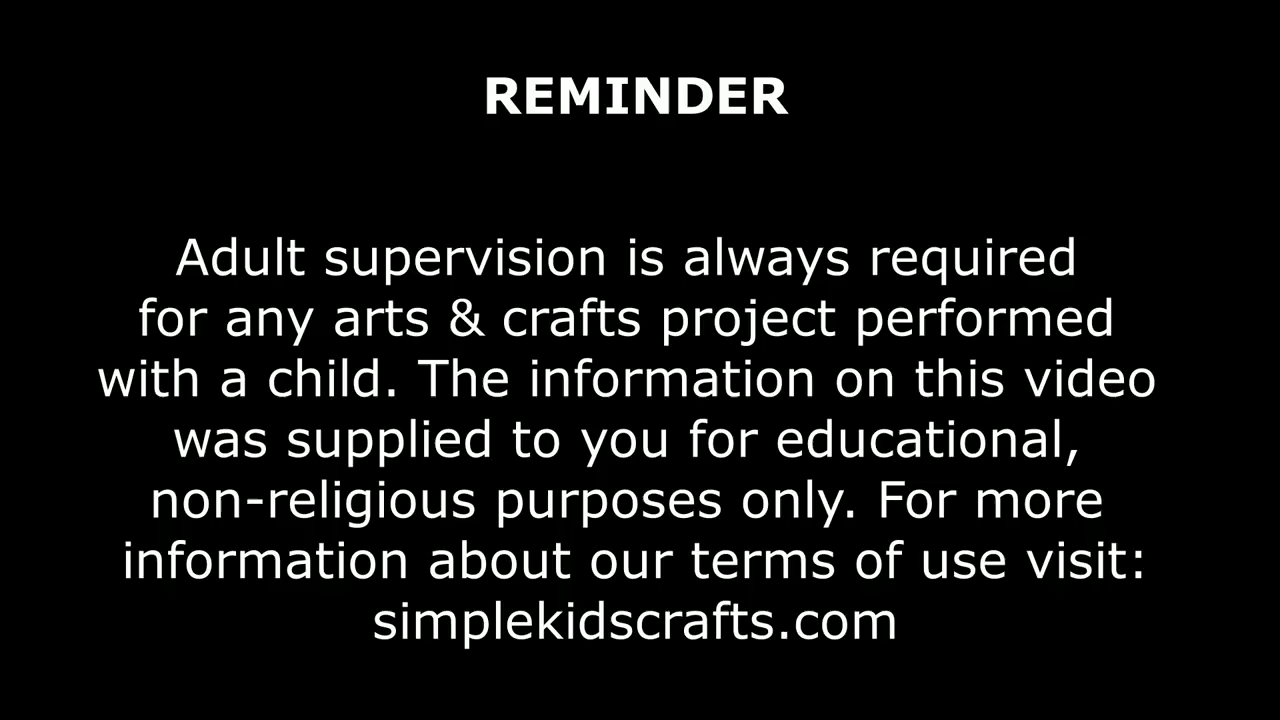 REMINDER
Adult supervision is always required
for any arts & crafts project performed
with a child. The information on this video
was supplied to you for educational,
non-religious purposes only. For more
information about our terms of use visit:
simplekidscrafts.com